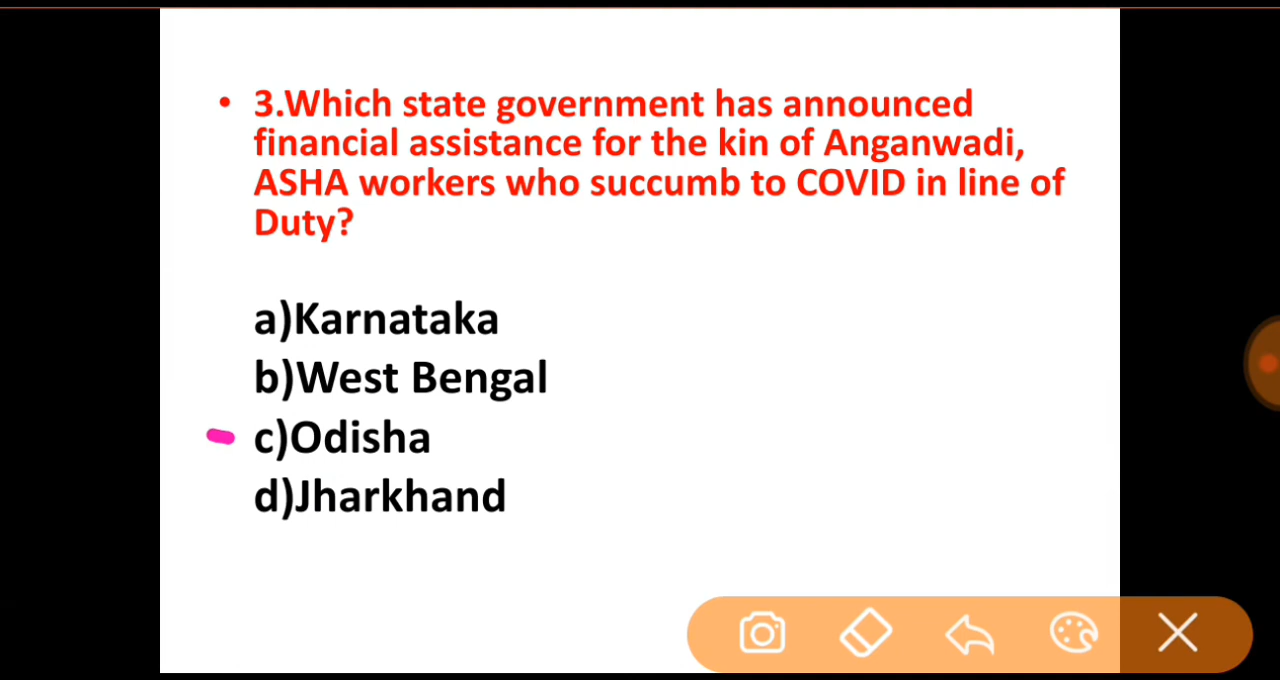 • 3.Which state government has announced
financial assistance for the kin of Anganwadi,
ASHA workers who succumb to COVID in line of
Duty?
a)Karnataka
b)West Bengal
c)Odisha
d)Jharkhand